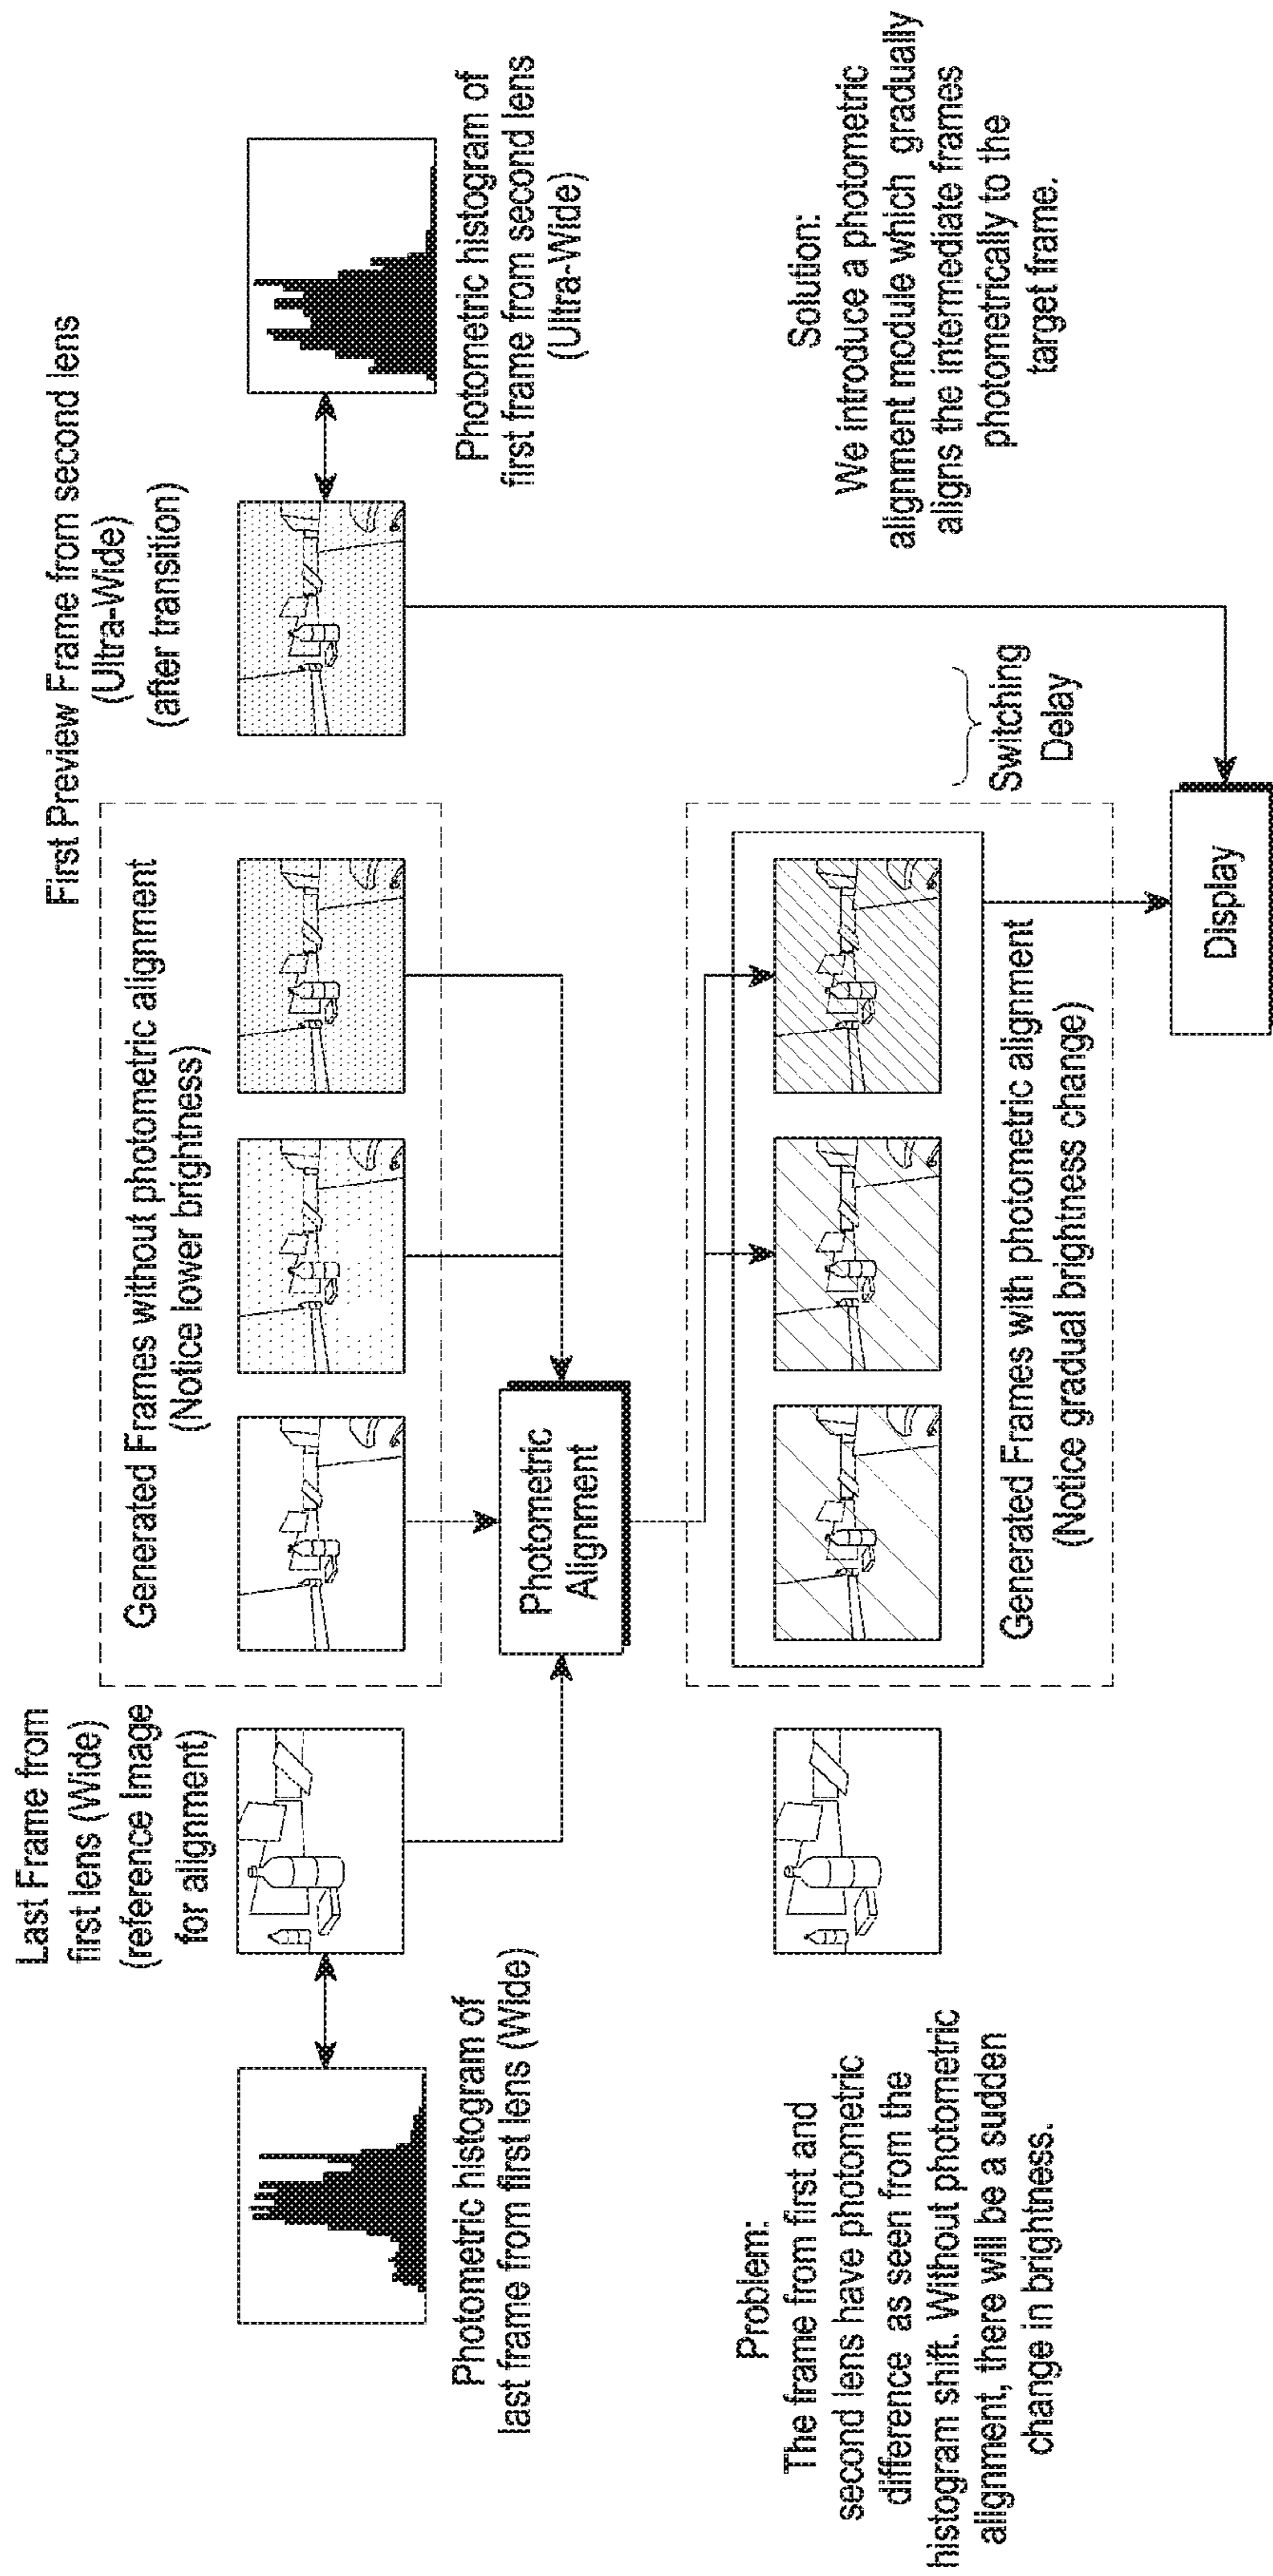 Last Frame from
first lens (Wide)
(reference Image
for alignment)
Generated Frames without photometric alignment
(Notice lower brightness)
First Preview Frame from second lens
(Ultra-Wide)
(after transition)
Photometric histogram of
last frame from first lens (Wide)
Photometric
Alignment
Photometric histogram of
first frame from second lens
(Ultra-Wide)
Problem:
The frame from first and
second lens have photometric
difference as seen from the
histogram shift. Without photometric
alignment, there will be a sudden
change in brightness.
Generated Frames with photometric alignment
(Notice gradual brightness change)
Switching
Delay
Solution:
We introduce a photometric
alignment module which gradually
aligns the intermediate frames
photometrically to the
target frame.
Display